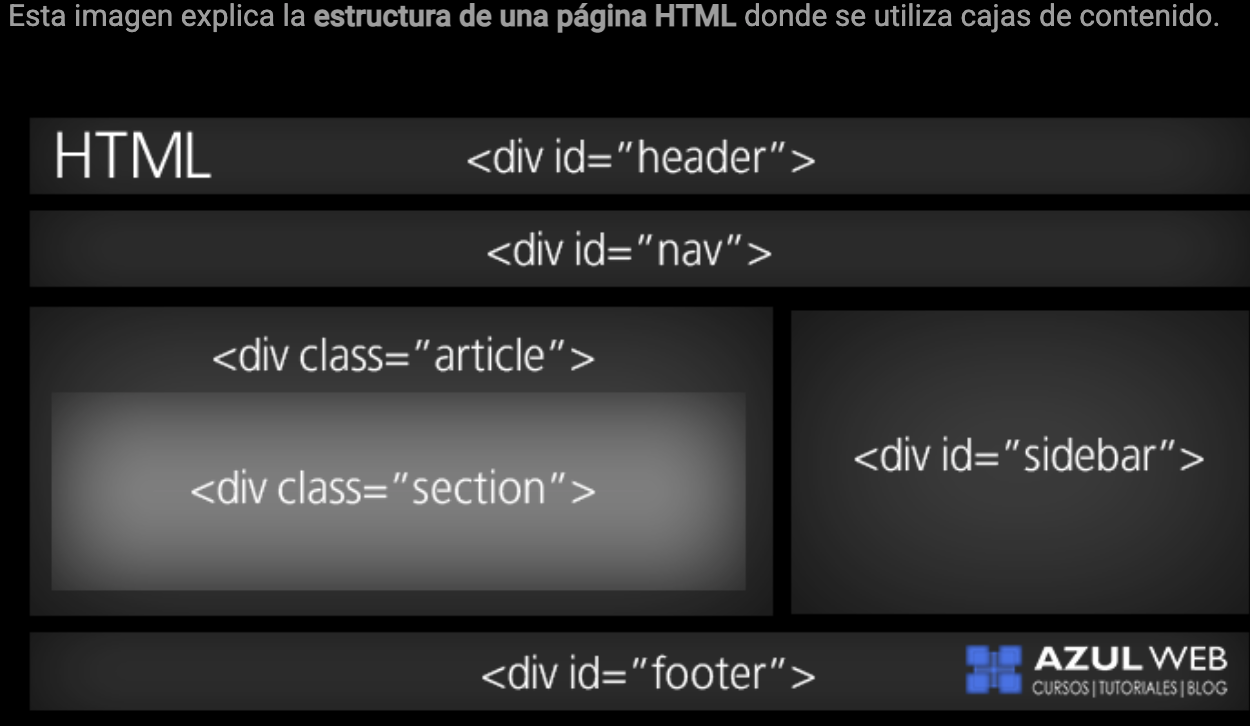 Esta imagen explica la estructura de una página HTML donde se utiliza cajas de contenido.
HTML
<div id="header">
<div id="nav">
<div class="article">
<div class="section">
<div id="sidebar">
<div id="footer">
AZUL WEB
CURSOS|TUTORIALES|BLOG